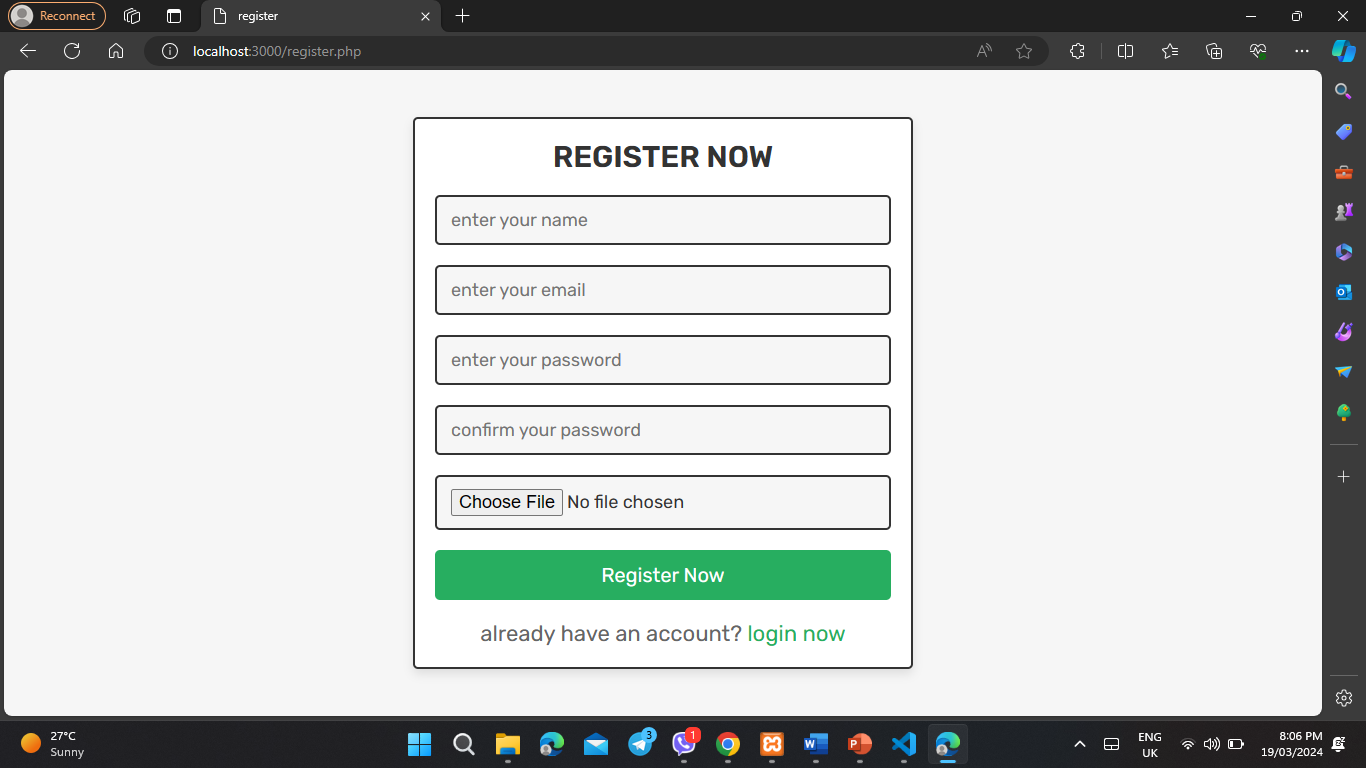 Reconnect
register
localhost:3000/register.php
REGISTER NOW
enter your name
enter your email
enter your password
confirm your password
Choose File No file chosen
Register Now
already have an account? login now
27°C
Sunny
3
1
ENG
UK
8:06 PM
19/03/2024